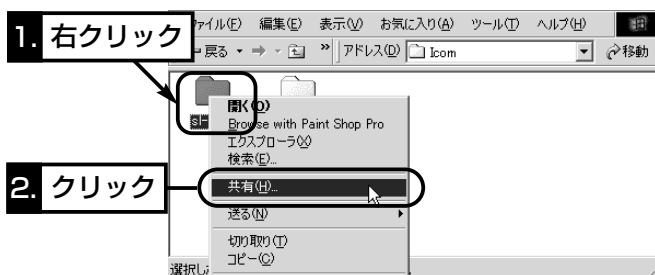 ファイル(F) 編集(E) 表示(V) お気に入り(A) ツール(T) ヘルプ(H)
1. 右クリック
戻る
アドレス(D) Icom
移動
開く(O)
Browse with Paint Shop Pro
エクスプローラ(X)
検索(E)...
2. クリック
共有(H)...
送る(N)
切り取り(T)
コピー(C)
選択し